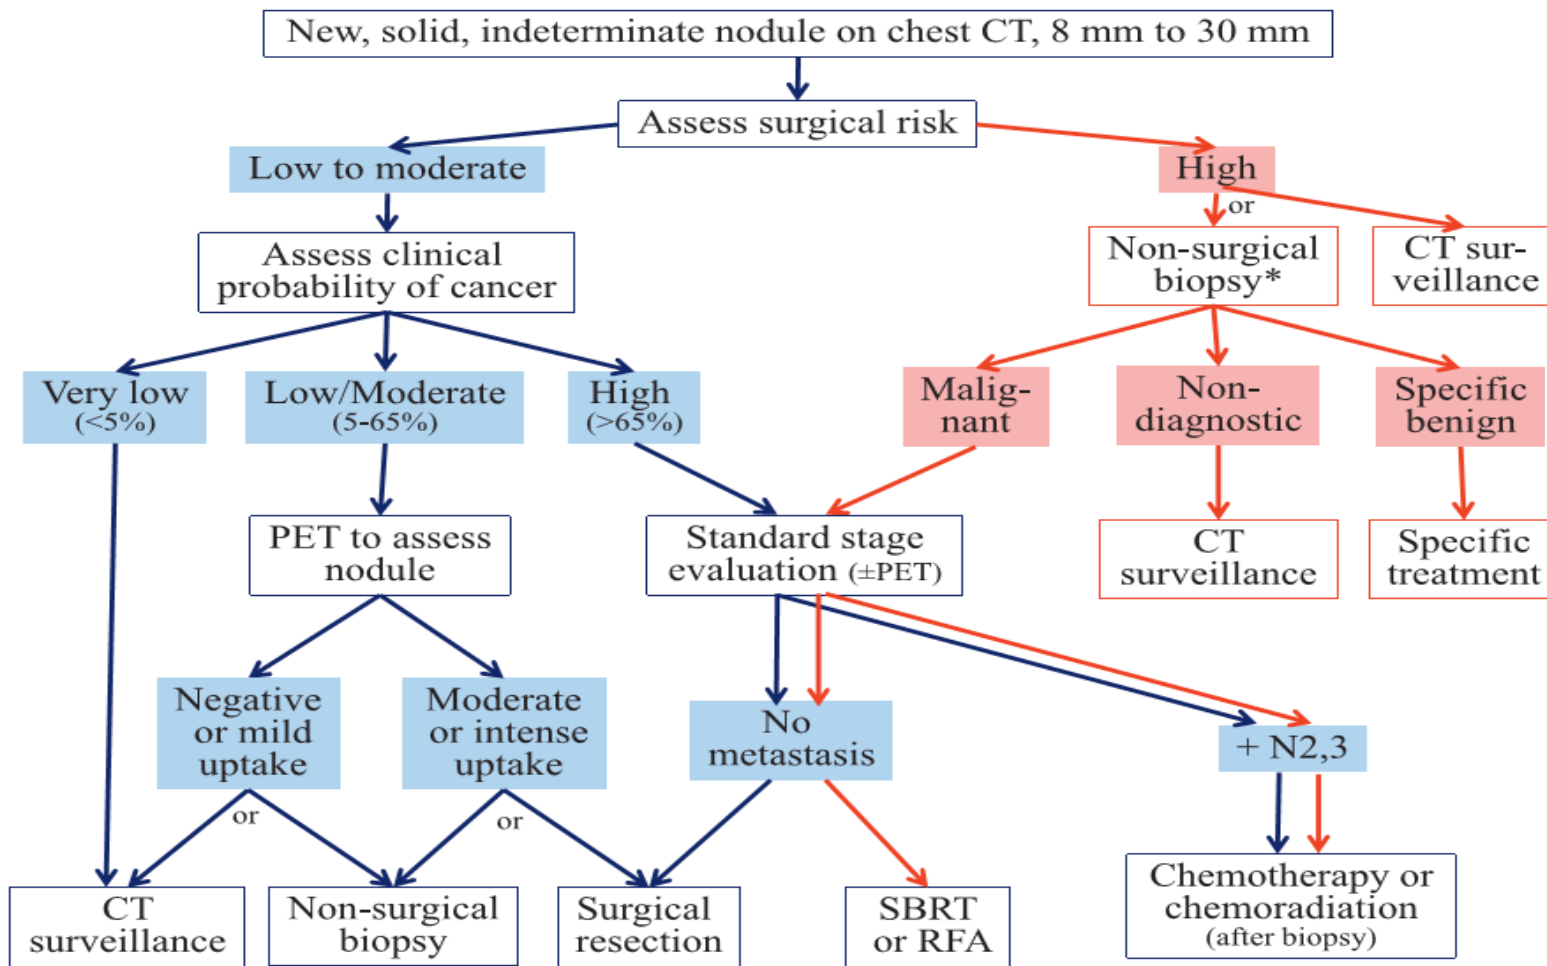 New, solid, indeterminate nodule on chest CT, 8 mm to 30 mm
Assess surgical risk
Low to moderate
High
or
Assess clinical
probability of cancer
Non-surgical
biopsy*
CT sur-
veillance
Very low
(<5%)
Low/Moderate
(5-65%)
High
(>65%)
Malig-
nant
Non-
diagnostic
Specific
benign
PET to assess
nodule
Standard stage
evaluation (±PET)
CT
surveillance
Specific
treatment
Negative
or mild
uptake
Moderate
or intense
uptake
No
metastasis
+ N2,3
or
or
CT
surveillance
Non-surgical
biopsy
Surgical
resection
SBRT
or RFA
Chemotherapy or
chemoradiation
(after biopsy)